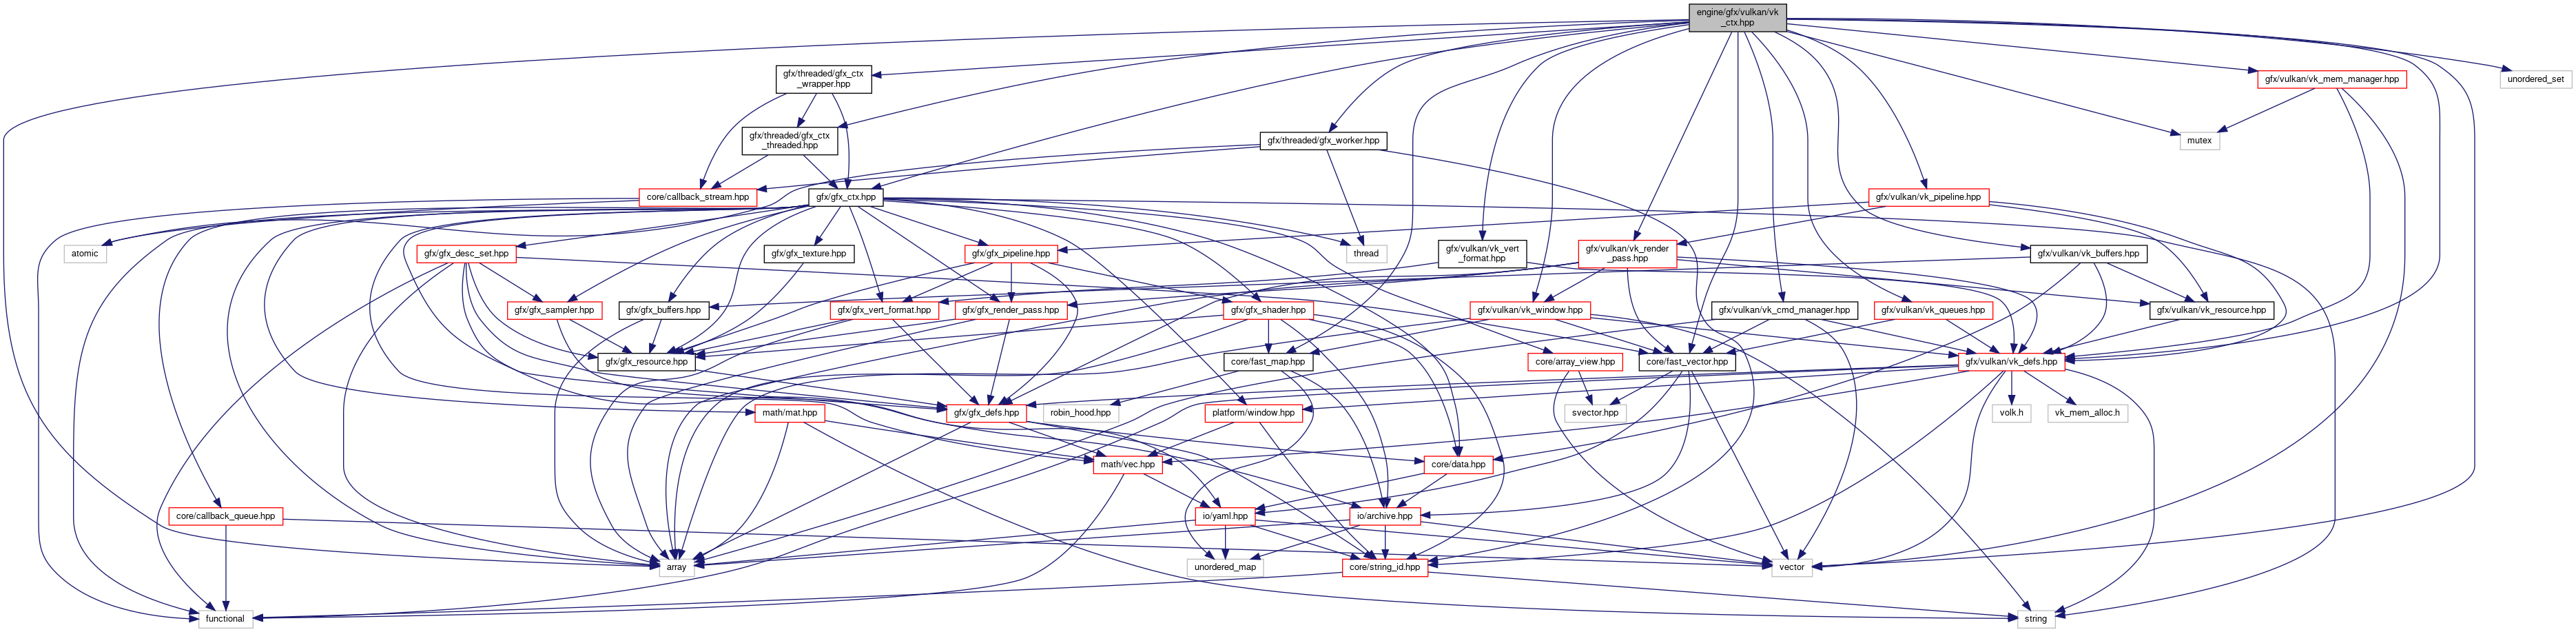 engine/gfx/vulkan/vk
_ctx.hpp
gfx/threaded/gfx_ctx
_wrapper.hpp
gfx/vulkan/vk_mem_manager.hpp
unordered_set
gfx/threaded/gfx_ctx
_threaded.hpp
gfx/threaded/gfx_worker.hpp
mutex
core/callback_stream.hpp
gfx/gfx_ctx.hpp
gfx/vulkan/vk_pipeline.hpp
atomic
gfx/gfx_desc_set.hpp
gfx/gfx_texture.hpp
gfx/gfx_pipeline.hpp
thread
gfx/vulkan/vk_vert
_format.hpp
gfx/vulkan/vk_render
_pass.hpp
gfx/vulkan/vk_buffers.hpp
gfx/gfx_sampler.hpp
gfx/gfx_buffers.hpp
gfx/gfx_vert_format.hpp
gfx/gfx_render_pass.hpp
gfx/gfx_shader.hpp
gfx/vulkan/vk_window.hpp
gfx/vulkan/vk_cmd_manager.hpp
gfx/vulkan/vk_queues.hpp
gfx/vulkan/vk_resource.hpp
gfx/gfx_resource.hpp
core/fast_map.hpp
core/array_view.hpp
core/fast_vector.hpp
gfx/vulkan/vk_defs.hpp
math/mat.hpp
gfx/gfx_defs.hpp
robin_hood.hpp
platform/window.hpp
svector.hpp
volk.h
vk_mem_alloc.h
math/vec.hpp
core/data.hpp
core/callback_queue.hpp
io/yaml.hpp
io/archive.hpp
array
unordered_map
core/string_id.hpp
vector
functional
string